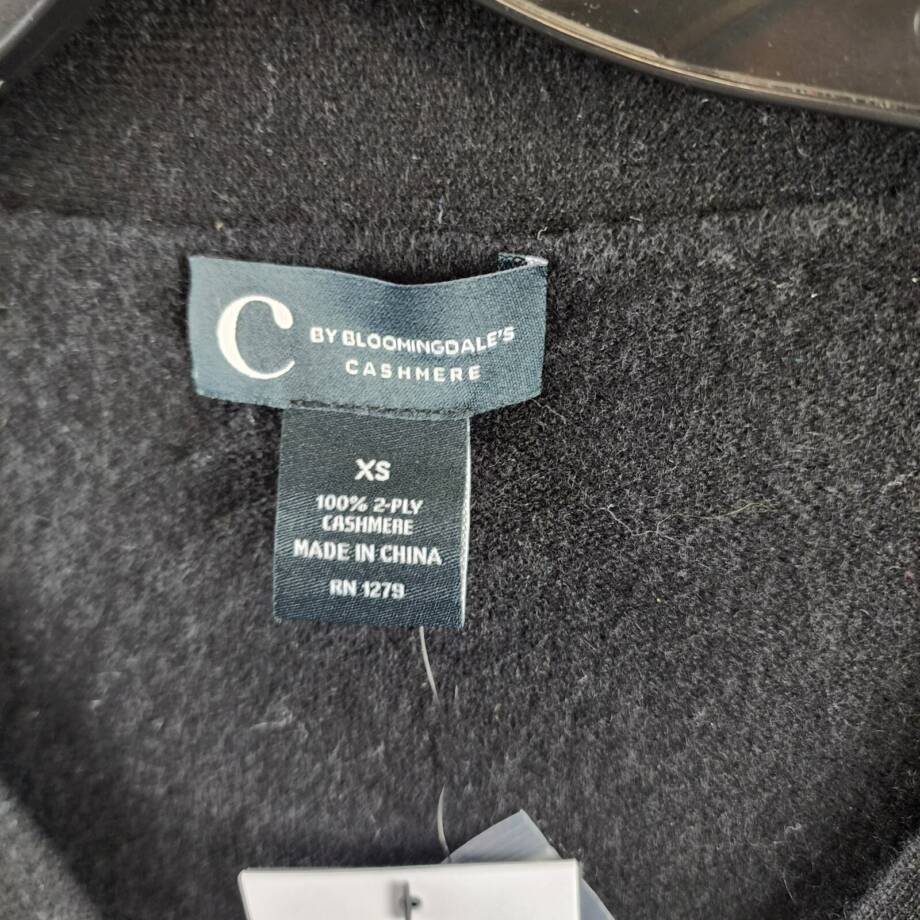 C BY BLOOMINGDALE'S
CASHMERE
XS
100% 2-PLY
CASHMERE
MADE IN CHINA
RN 1279